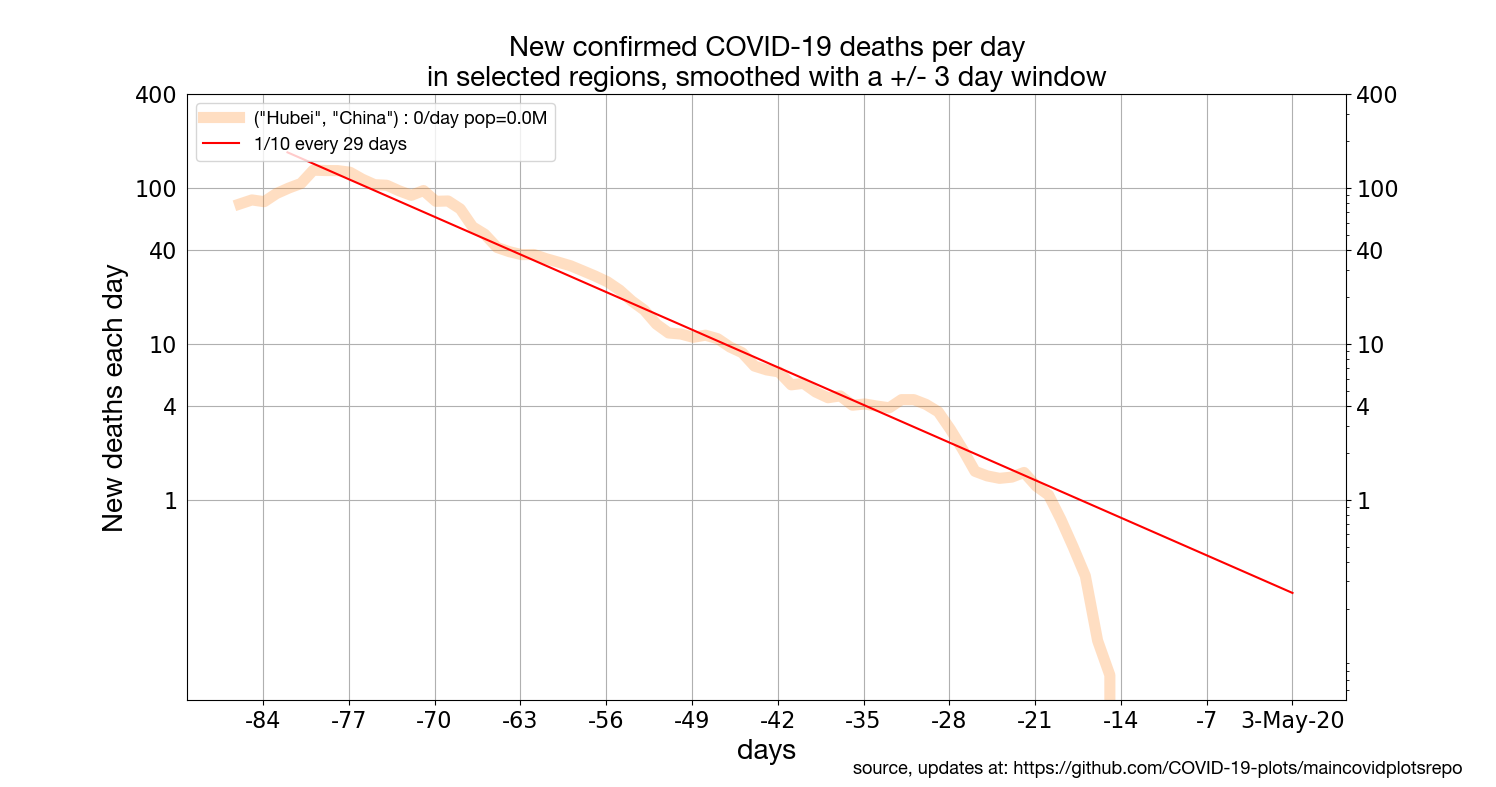 New confirmed COVID-19 deaths per day
in selected regions, smoothed with a +/- 3 day window
400
100
40
10
4
1
New deaths each day
("Hubei", "China") : 0/day pop=0.0M
1/10 every 29 days
400
100
40
10
4
1
-84 -77 -70 -63 -56 -49 -42 -35 -28 -21 -14 -7 3-May-20
days
source, updates at: https://github.com/COVID-19-plots/maincovidplotsrepo